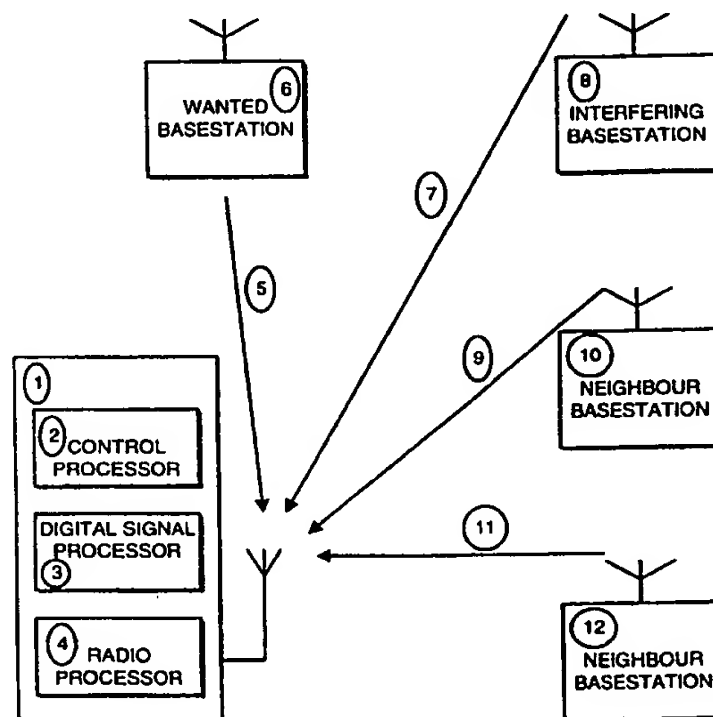 6
WANTED
BASESTATION
8
INTERFERING
BASESTATION
7
5
9
10
NEIGHBOUR
BASESTATION
1
2
CONTROL
PROCESSOR
DIGITAL SIGNAL
PROCESSOR
3
11
4
RADIO
PROCESSOR
12
NEIGHBOUR
BASESTATION